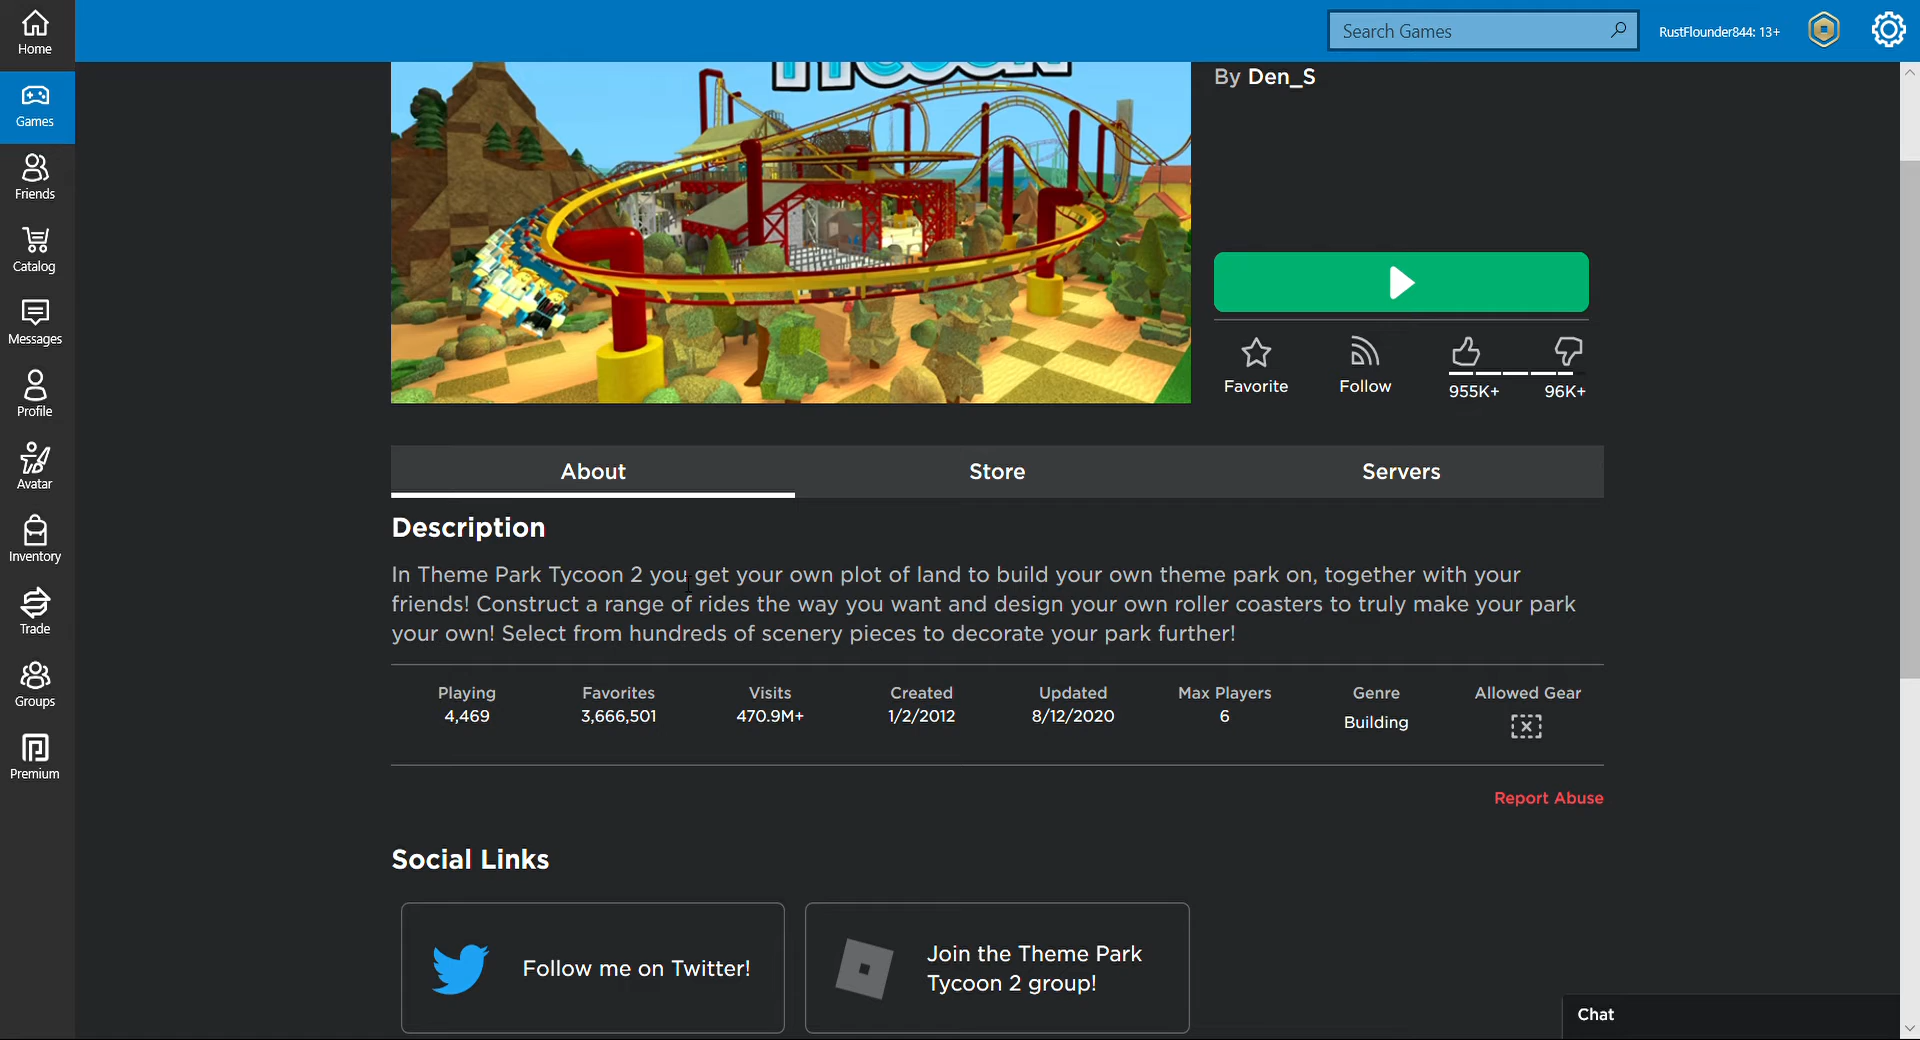 Home
Games
Friends
Catalog
Messages
Profile
Avatar
Inventory
Trade
Groups
Premium
Search Games
RustFlounder844: 13+
TYCOON
By Den_S
Favorite
Follow
955K+
96K+
About
Store
Servers
Description
In Theme Park Tycoon 2 you get your own plot of land to build your own theme park on, together with your
friends! Construct a range of rides the way you want and design your own roller coasters to truly make your park
your own! Select from hundreds of scenery pieces to decorate your park further!
Playing
4,469
Favorites
3,666,501
Visits
470.9M+
Created
1/2/2012
Updated
8/12/2020
Max Players
6
Genre
Building
Allowed Gear
Report Abuse
Social Links
Follow me on Twitter!
Join the Theme Park
Tycoon 2 group!
Chat